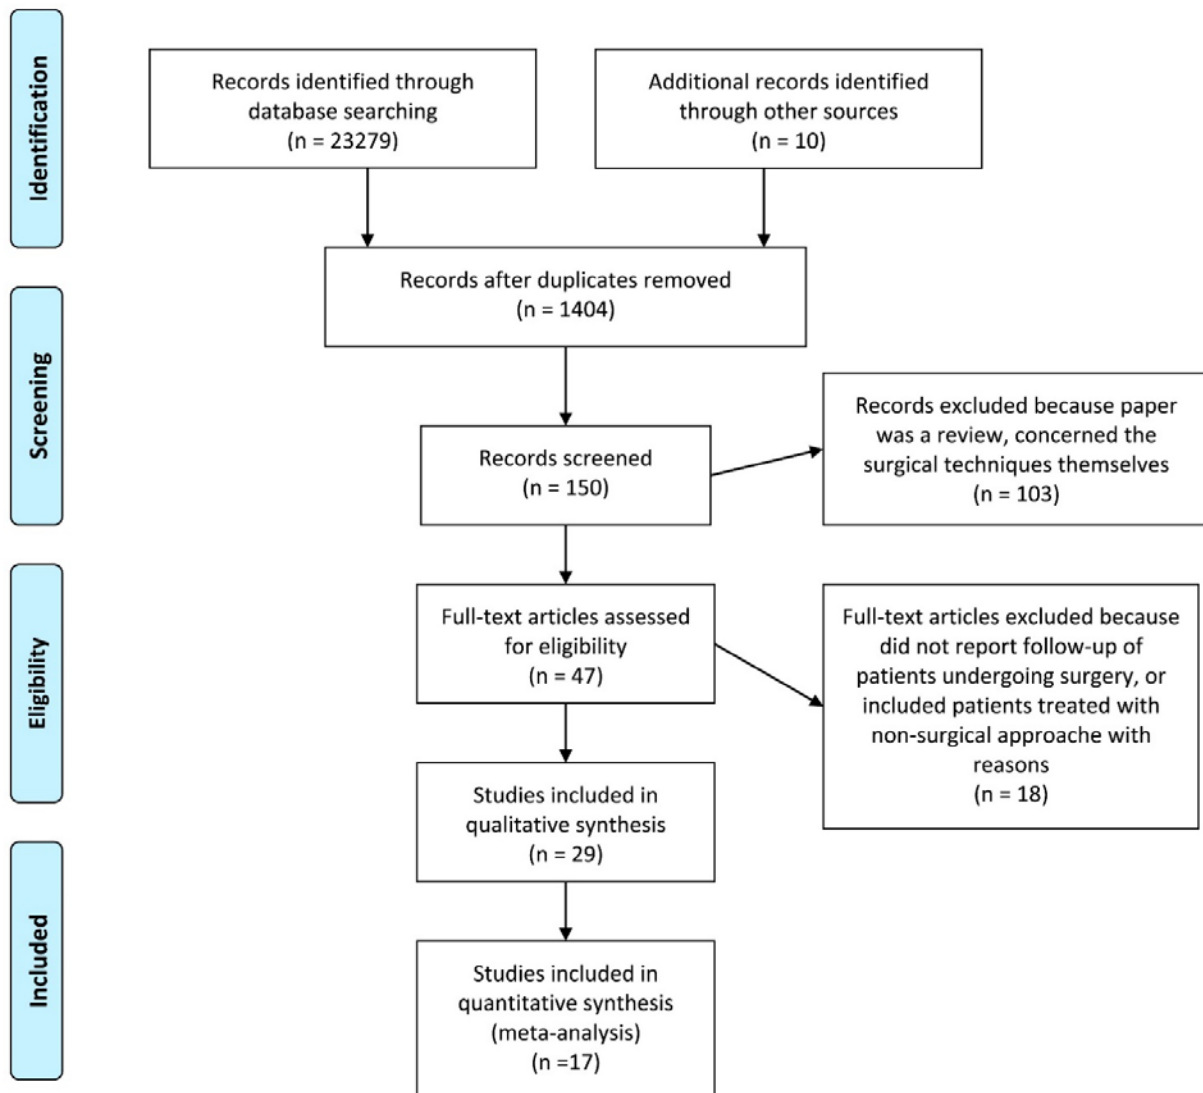 Identification
Records identified through
database searching
(n = 23279)
Additional records identified
through other sources
(n = 10)
Records after duplicates removed
(n = 1404)
Screening
Records screened
(n = 150)
Records excluded because paper
was a review, concerned the
surgical techniques themselves
(n = 103)
Eligibility
Full-text articles assessed
for eligibility
(n = 47)
Full-text articles excluded because
did not report follow-up of
patients undergoing surgery, or
included patients treated with
non-surgical approache with
reasons
(n = 18)
Studies included in
qualitative synthesis
(n = 29)
Included
Studies included in
quantitative synthesis
(meta-analysis)
(n =17)